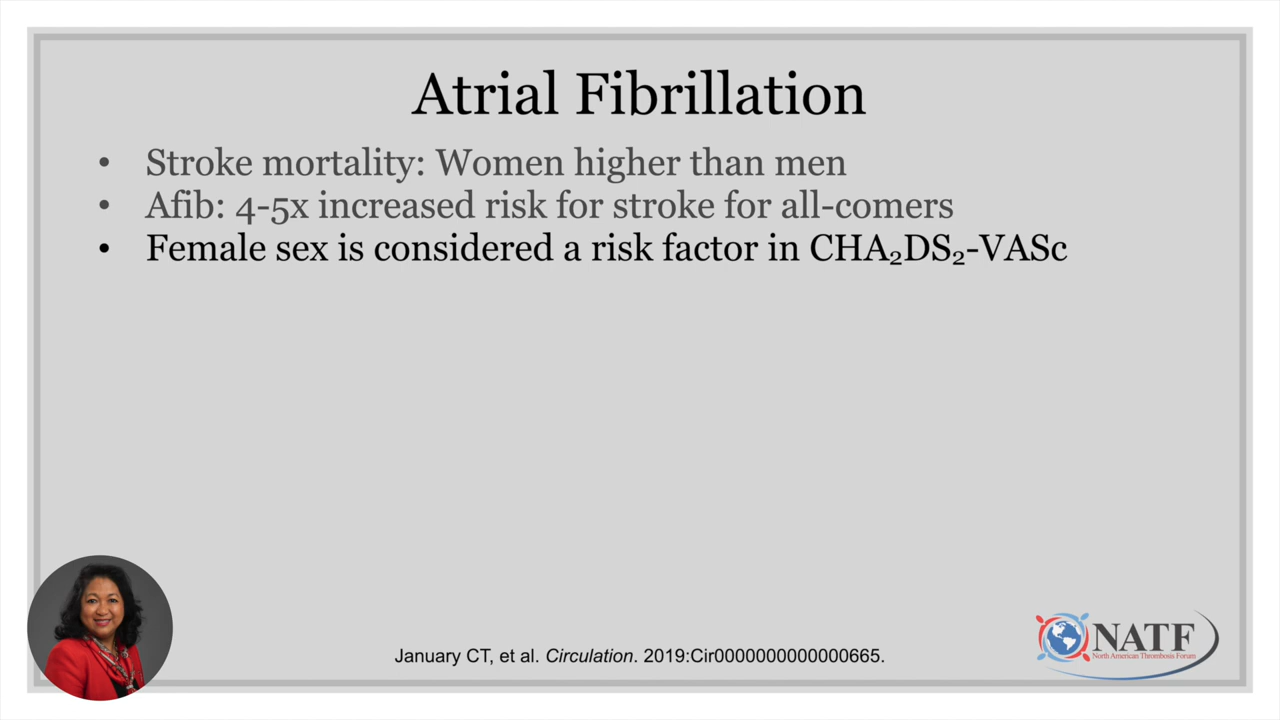 Atrial Fibrillation
• Stroke mortality: Women higher than men
• Afib: 4-5x increased risk for stroke for all-comers
• Female sex is considered a risk factor in CHA₂DS₂-VASc
January CT, et al. Circulation. 2019:Cir0000000000000665.
NATF
North American Thrombosis Forum